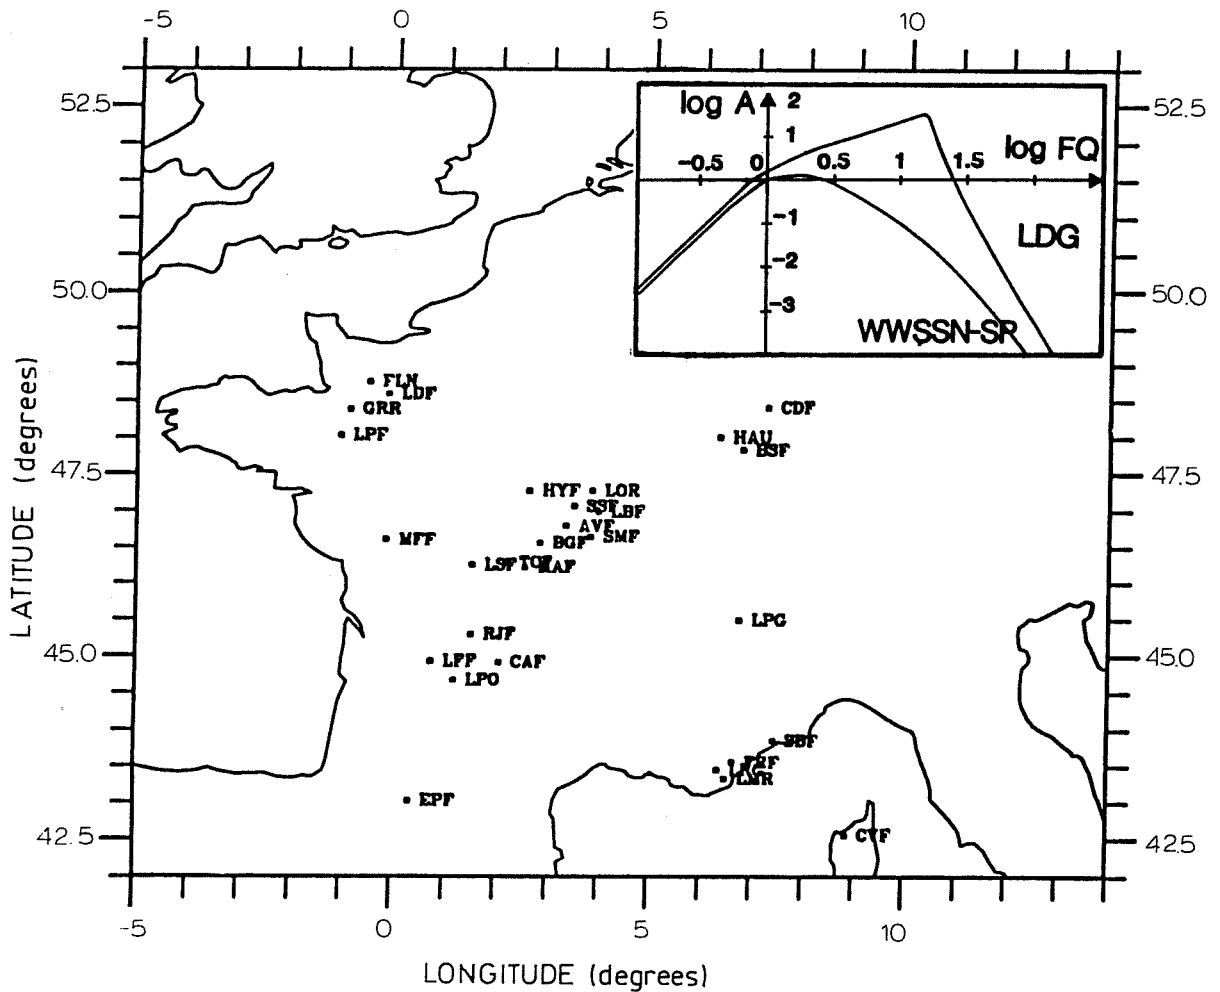 -5 0 5 10
52.5 52.5
log A 2
1
log FQ
-0.5 0 0.5 1 1.5
-1
LDG
-2
50.0 50.0
-3
WWSSN-SP
FLN
LDF
GRR CDF
LPF HAU
BSF
47.5 47.5
HYF LOR
SSF LBF
AVF
MFF BGF SMF
LSF TCF MAF
LPG
RJF
45.0 45.0
LFF CAF
LPO
SBF
FRF
LMR
EPF
42.5 CVF 42.5
-5 0 5 10
LATITUDE (degrees)
LONGITUDE (degrees)